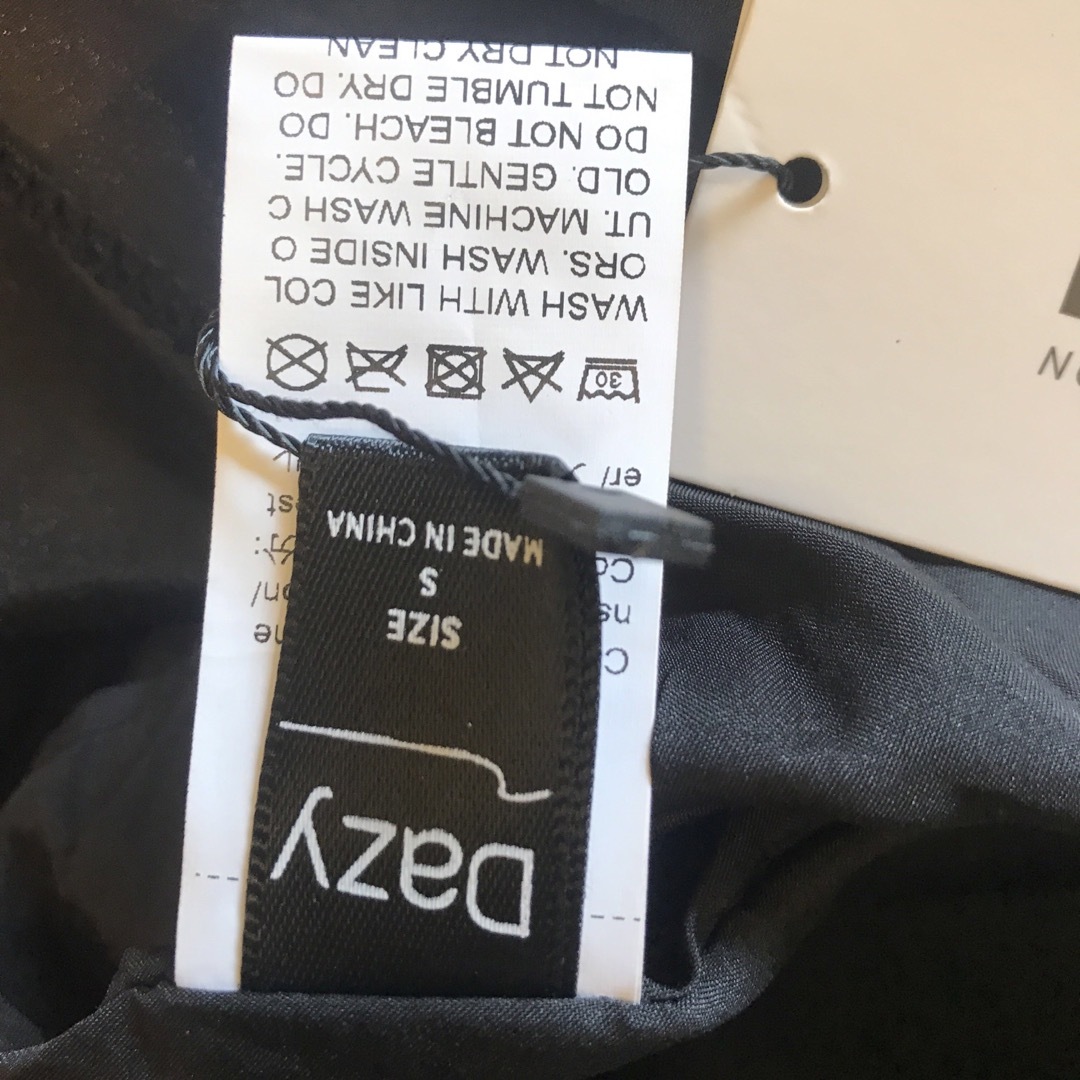 Dazy
SIZE
S
MADE IN CHINA
WASH WITH LIKE COL
ORS. WASH INSIDE O
UT. MACHINE WASH C
OLD. GENTLE CYCLE.
DO NOT BLEACH. DO
NOT TUMBLE DRY. DO
NOT DRY CLEAN
30